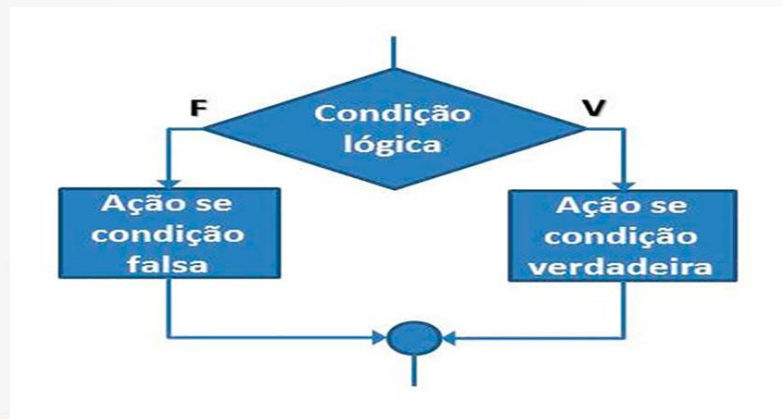 F
V
Condição
lógica
Ação se
condição
falsa
Ação se
condição
verdadeira